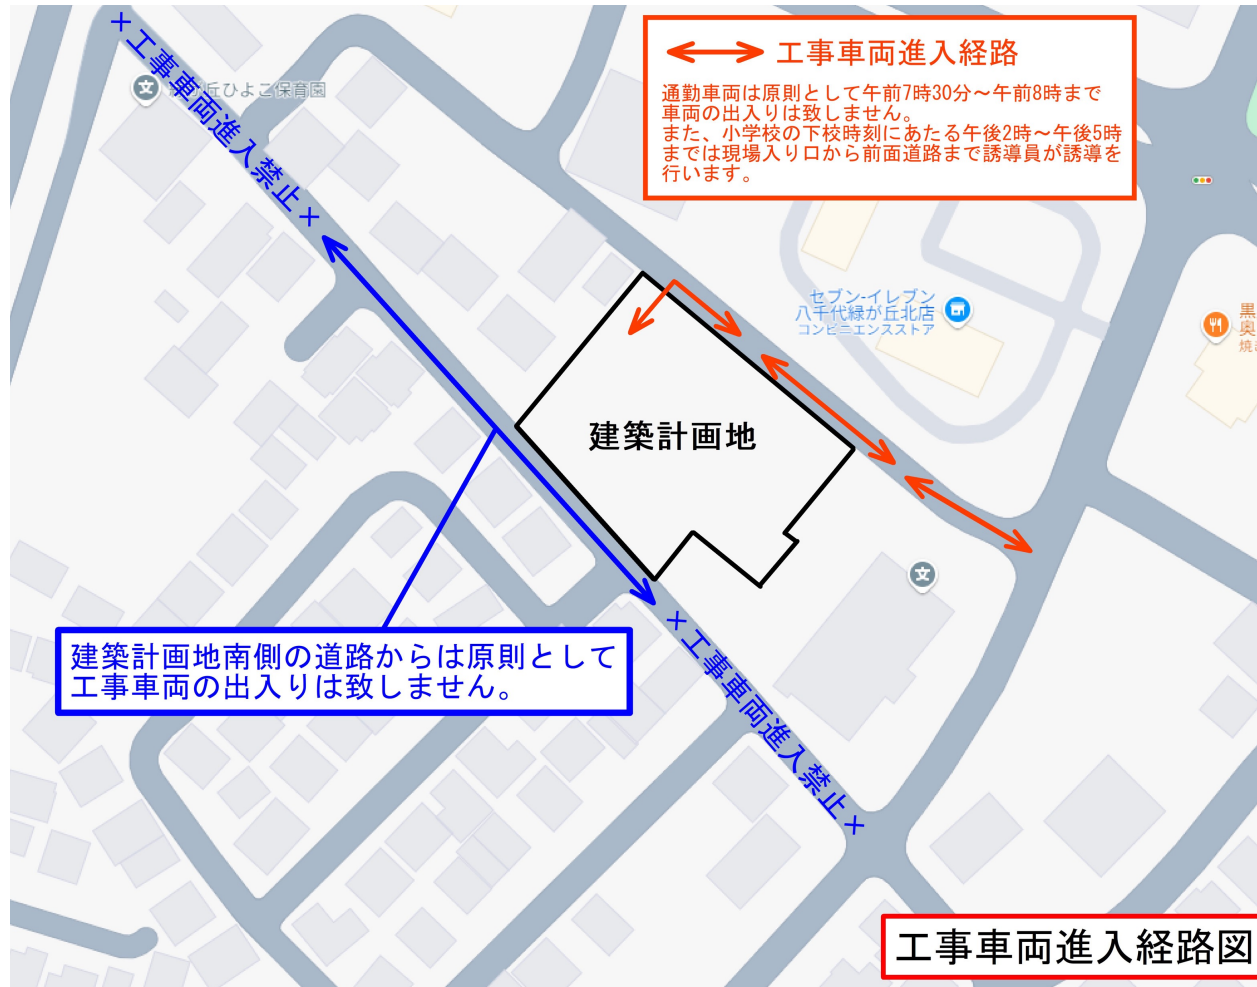 ×工事車両進入禁止×
丘ひよこ保育園
工事車両進入経路
通勤車両は原則として午前7時30分～午前8時まで
車両の出入りは致しません。
また、小学校の下校時刻にあたる午後2時～午後5時
までは現場入り口から前面道路まで誘導員が誘導を
行います。
セブン-イレブン
八千代緑が丘北店
コンビニエンスストア
黒
奥
焼き
建築計画地
文
文
建築計画地南側の道路からは原則として
工事車両の出入りは致しません。
×工事車両進入禁止×
工事車両進入経路図